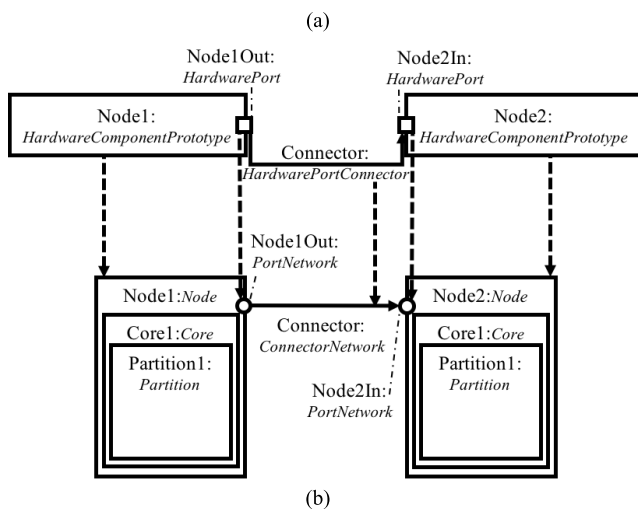 (a)
Node1Out:
HardwarePort
Node2In:
HardwarePort
Node1:
HardwareComponentPrototype
Node2:
HardwareComponentPrototype
Connector:
HardwarePortConnector
Node1Out:
PortNetwork
Node1:Node
Node2:Node
Core1:Core
Connector:
ConnectorNetwork
Core1:Core
Partition1:
Partition
Partition1:
Partition
Node2In:
PortNetwork
(b)